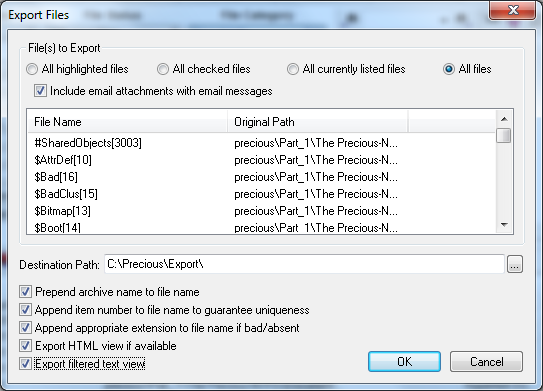 Export Files
File(s) to Export
All highlighted files All checked files All currently listed files All files
Include email attachments with email messages
File Name Original Path
#SharedObjects[3003] precious\Part_1\The Precious-N...
$AttrDef[10] precious\Part_1\The Precious-N...
$Bad[16] precious\Part_1\The Precious-N...
$BadClus[15] precious\Part_1\The Precious-N...
$Bitmap[13] precious\Part_1\The Precious-N...
$Boot[14] precious\Part_1\The Precious-N...
Destination Path: C:\Precious\Export\ ...
Prepend archive name to file name
Append item number to file name to guarantee uniqueness
Append appropriate extension to file name if bad/absent
Export HTML view if available
Export filtered text view
OK Cancel